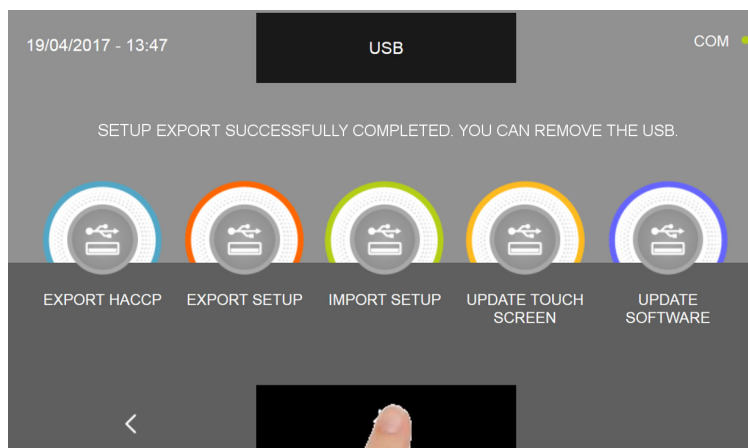 19/04/2017 - 13:47
USB
COM
SETUP EXPORT SUCCESSFULLY COMPLETED. YOU CAN REMOVE THE USB.
EXPORT HACCP
EXPORT SETUP
IMPORT SETUP
UPDATE TOUCH
SCREEN
UPDATE
SOFTWARE